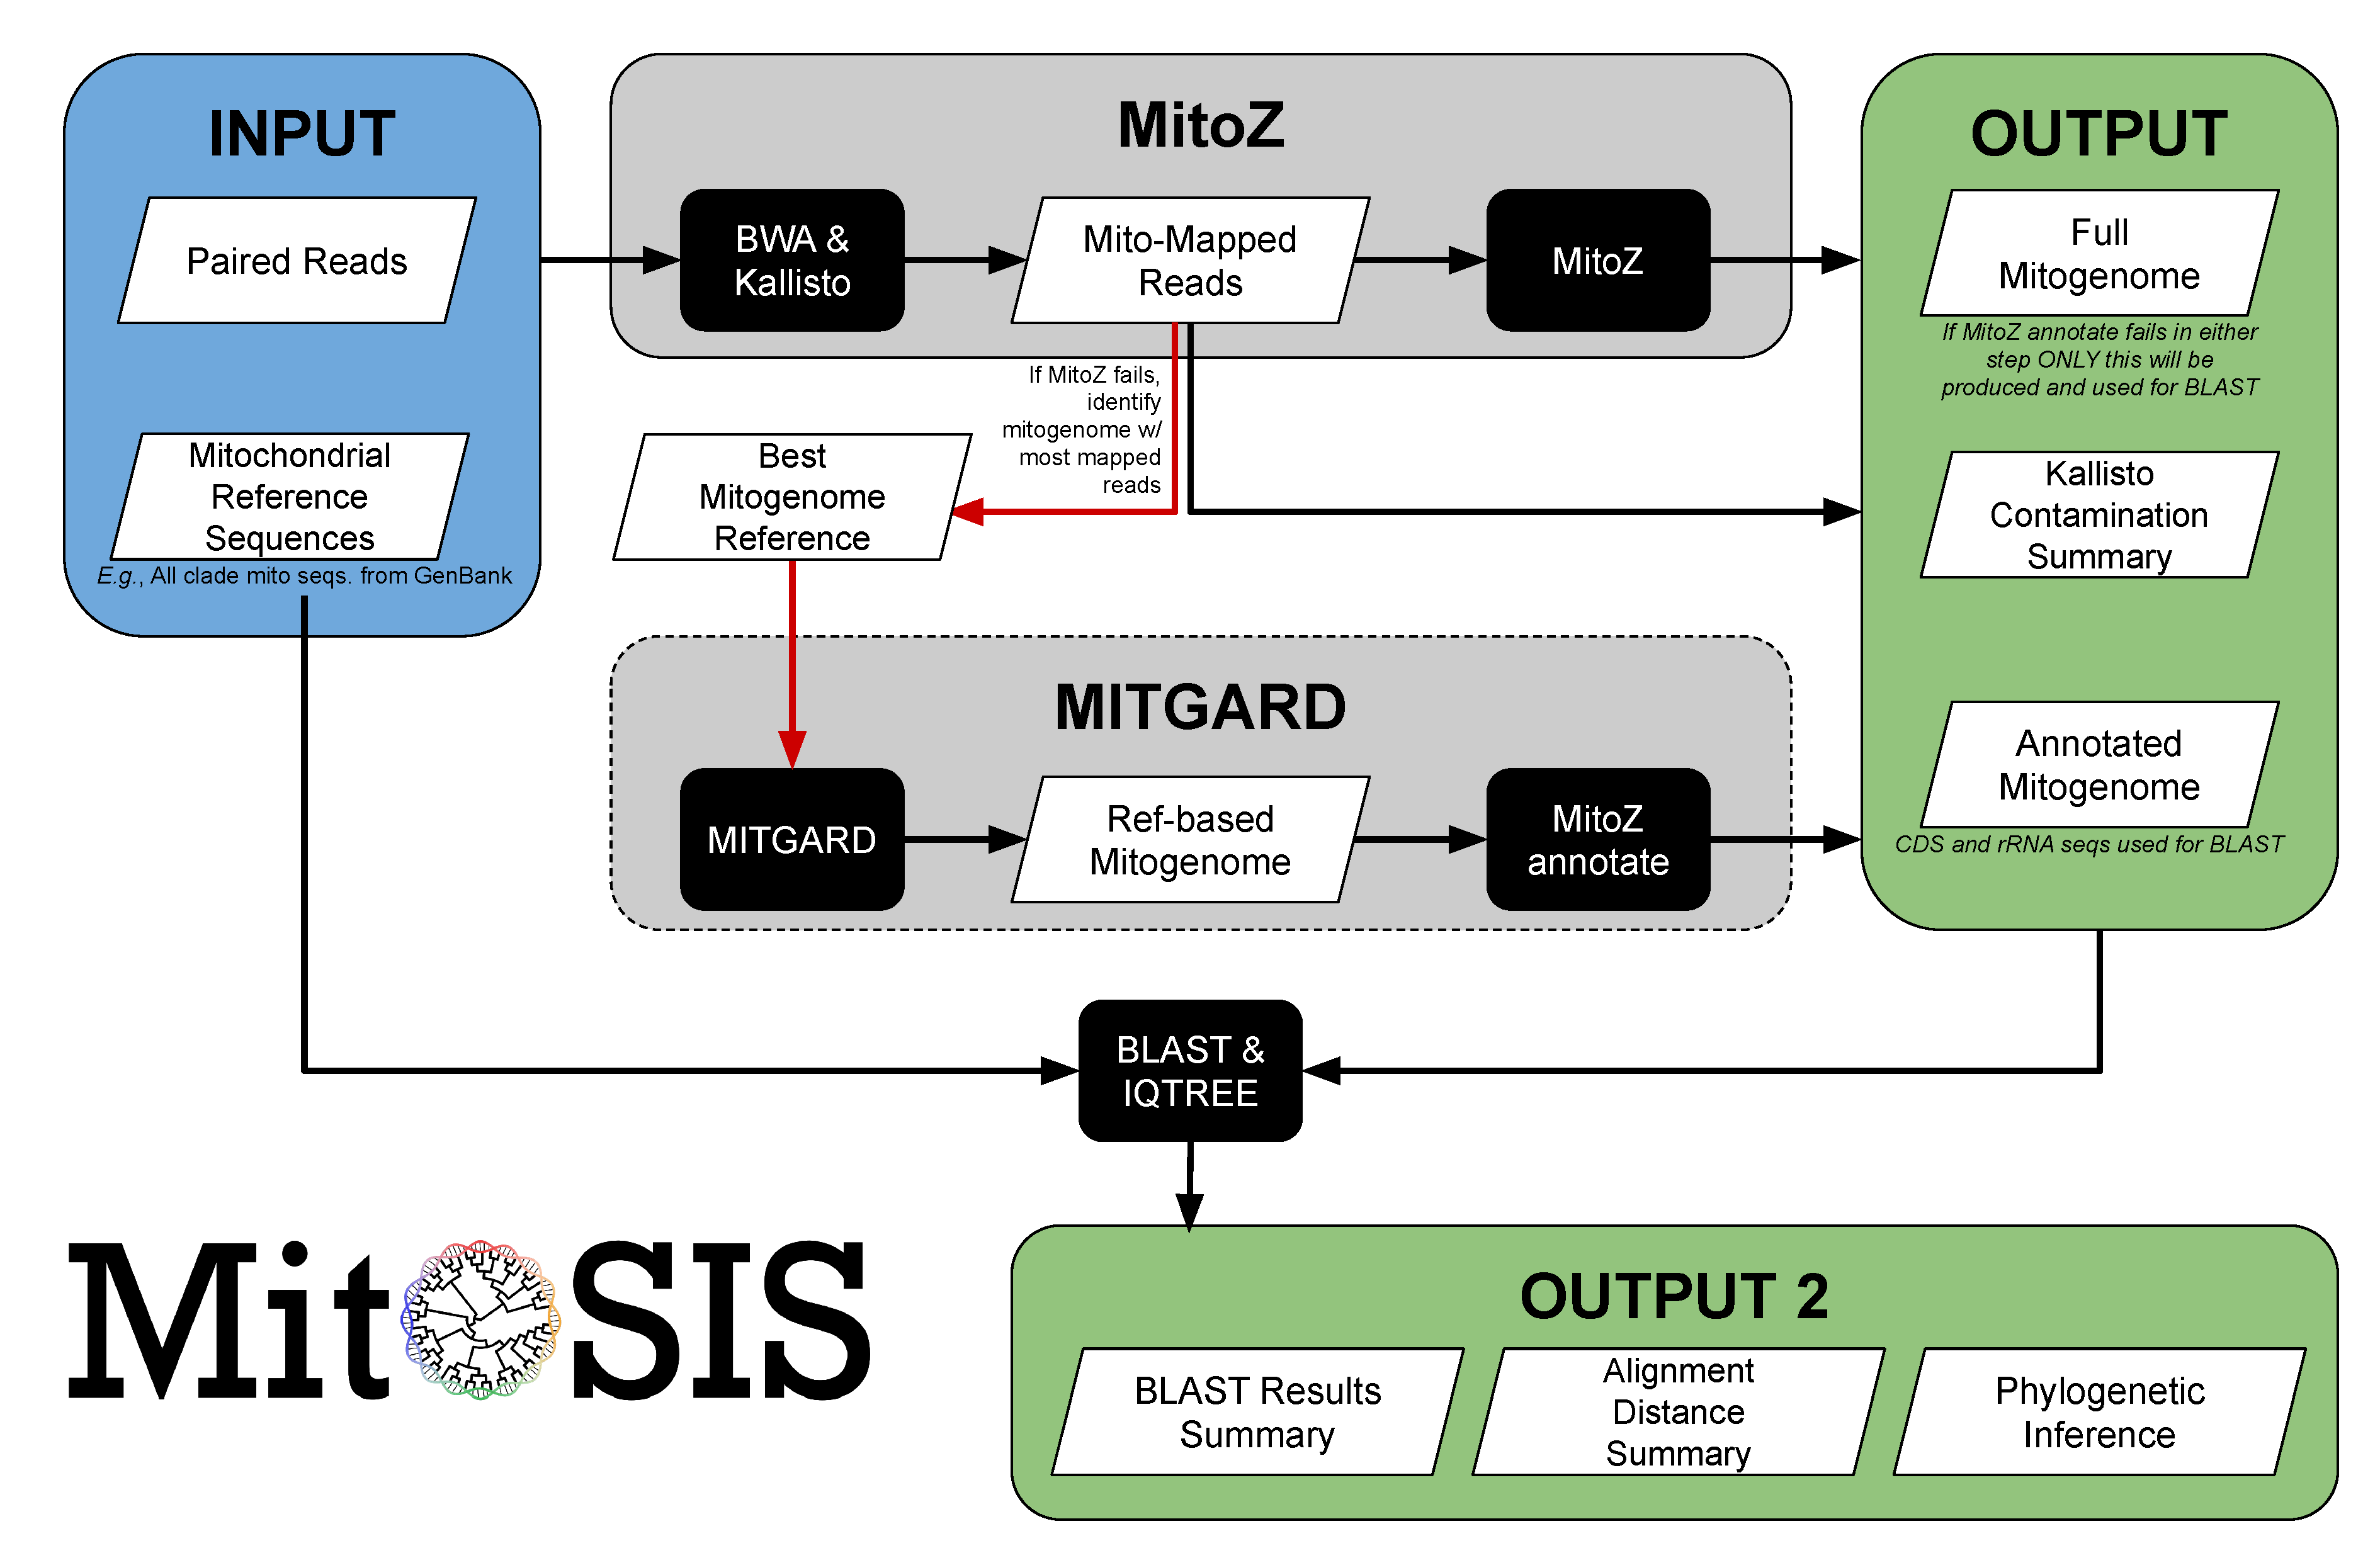 INPUT
Paired Reads
Mitochondrial
Reference
Sequences
E.g., All clade mito seqs. from GenBank
MitoZ
BWA &
Kallisto
Mito-Mapped
Reads
MitoZ
If MitoZ fails,
identify
mitogenome w/
most mapped
reads
Best
Mitogenome
Reference
MITGARD
MITGARD
Ref-based
Mitogenome
MitoZ
annotate
OUTPUT
Full
Mitogenome
If MitoZ annotate fails in either
step ONLY this will be
produced and used for BLAST
Kallisto
Contamination
Summary
Annotated
Mitogenome
CDS and rRNA seqs used for BLAST
BLAST &
IQTREE
MitoSIS
OUTPUT 2
BLAST Results
Summary
Alignment
Distance
Summary
Phylogenetic
Inference